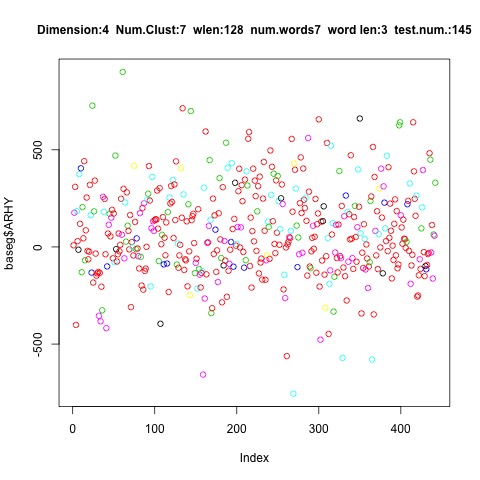 Dimension:4 Num.Clust:7 wlen:128 num.words7 word len:3 test.num.:145
baseg$ARHY
500
0
-500
0 100 200 300 400
Index